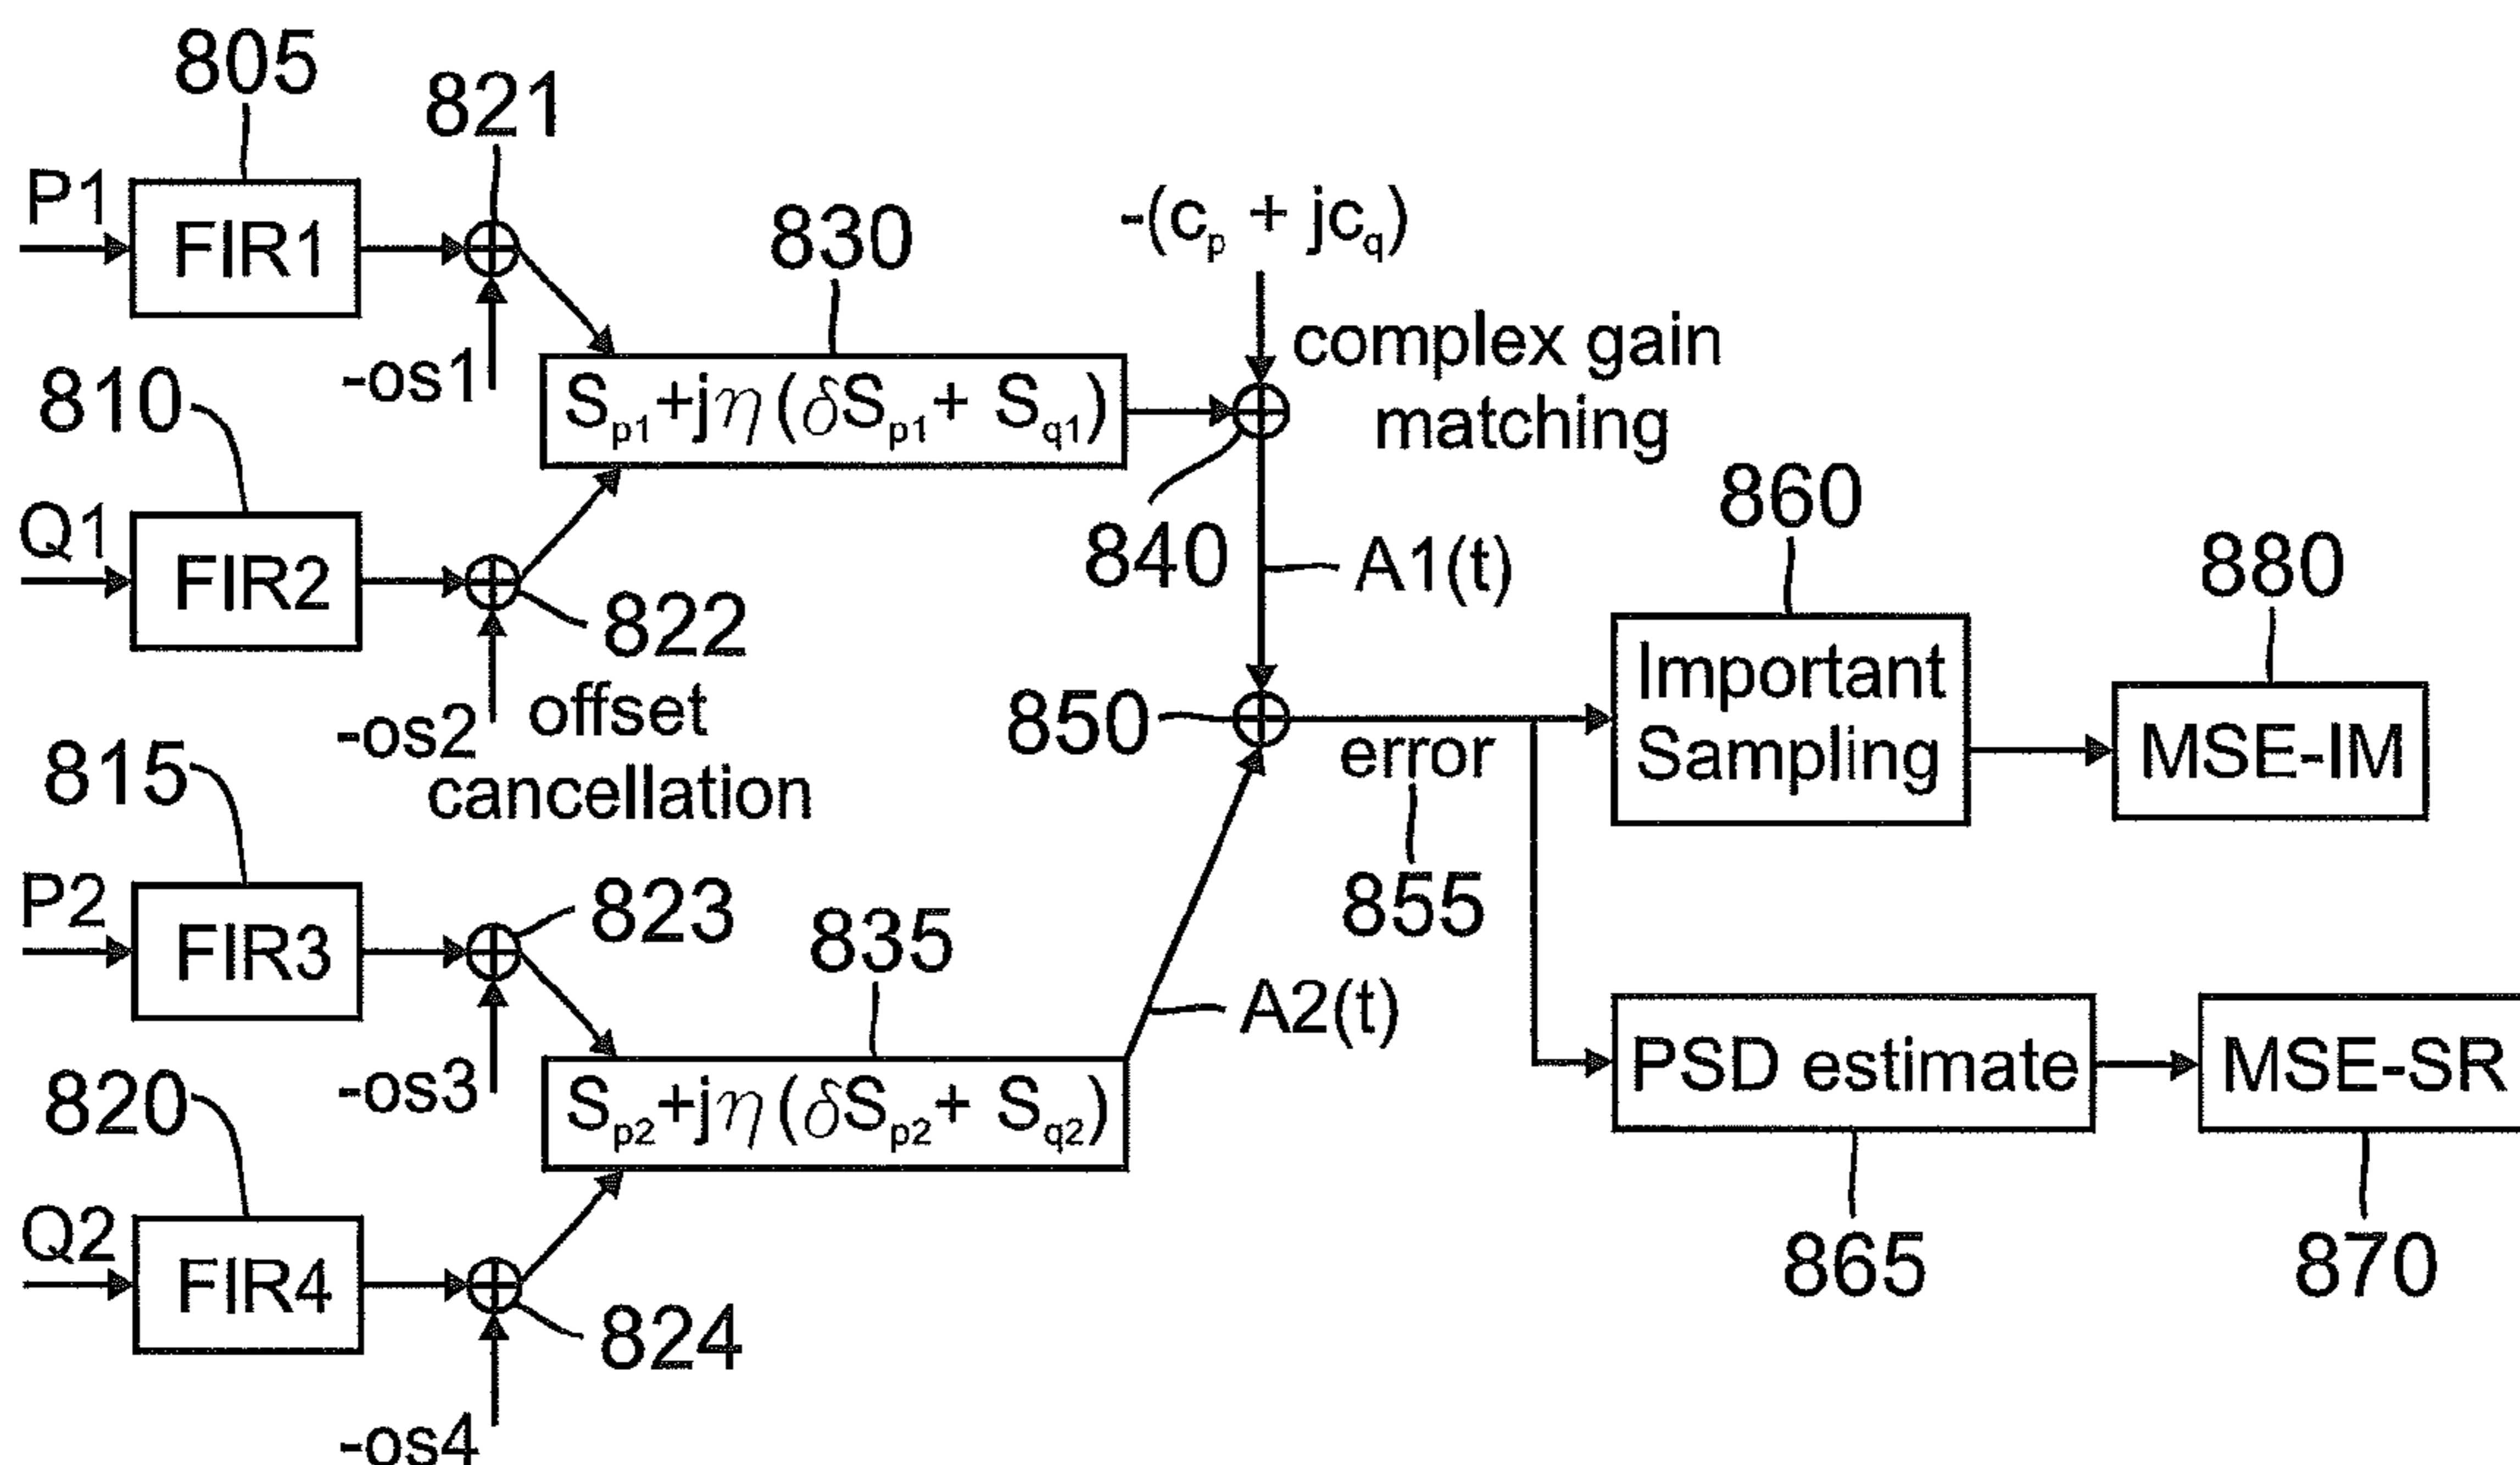 805
821
P1
FIR1
-os1
830
S_p1+jη(δS_p1+ S_q1)
-(c_p + jc_q)
complex gain
matching
810
Q1
FIR2
822
-os2
offset
cancellation
840
A1(t)
860
Important
Sampling
880
MSE-IM
850
error
855
815
P2
FIR3
823
-os3
835
S_p2+jη(δS_p2+ S_q2)
A2(t)
PSD estimate
865
MSE-SR
870
820
Q2
FIR4
824
-os4